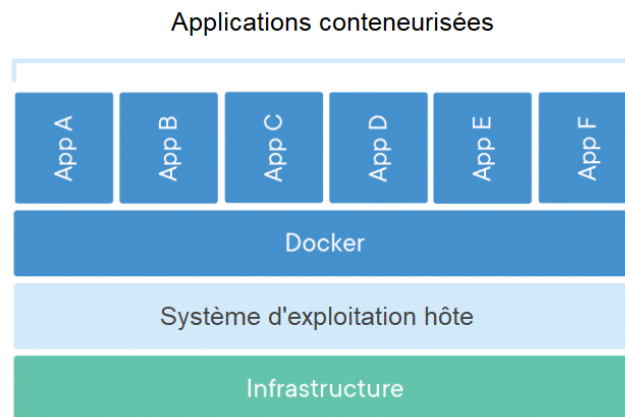 Applications conteneurisées
App A
App B
App C
App D
App E
App F
Docker
Système d'exploitation hôte
Infrastructure